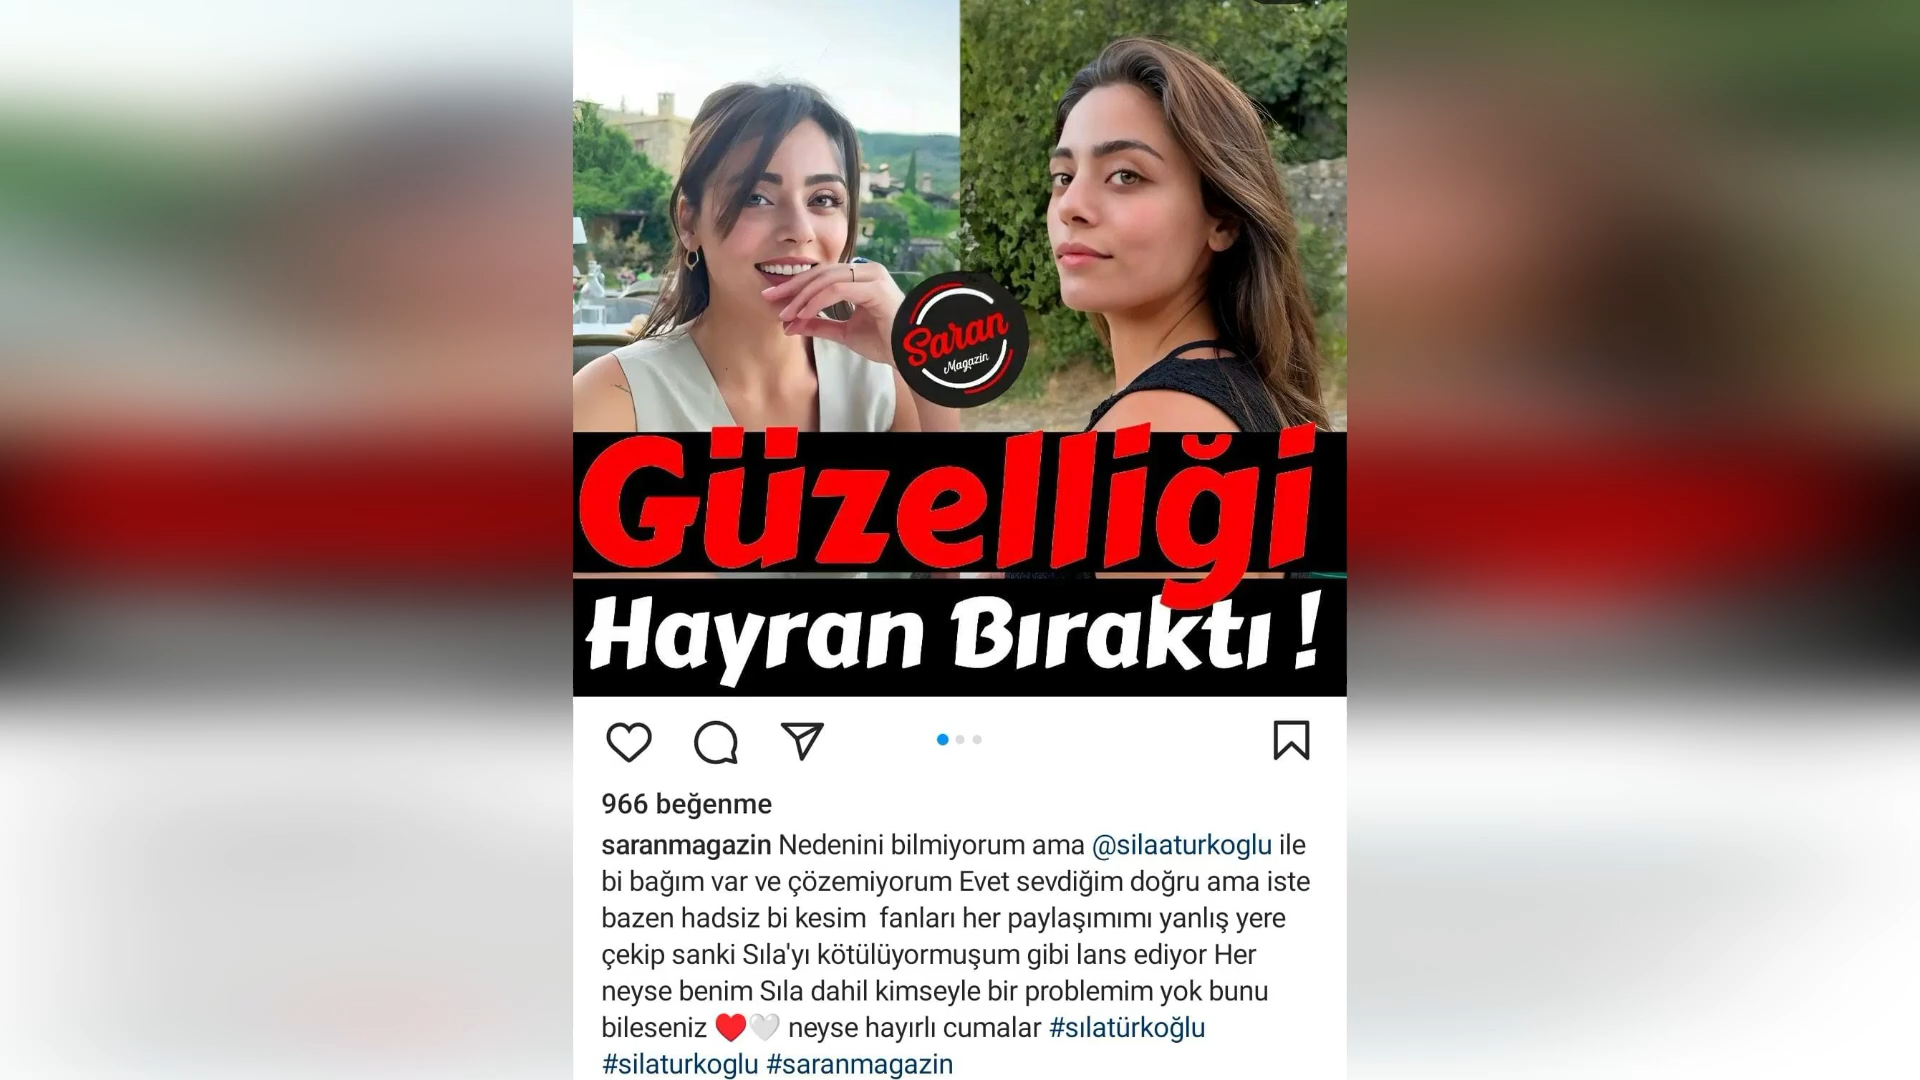 Saran
Magazin
Güzelliği
Hayran Bıraktı !
966 beğenme
saranmagazin Nedenini bilmiyorum ama @silaaturkoglu ile
bi bağım var ve çözemiyorum Evet sevdiğim doğru ama iste
bazen hadsiz bi kesim fanları her paylaşımımı yanlış yere
çekip sanki Sıla'yı kötülüyormuşum gibi lans ediyor Her
neyse benim Sıla dahil kimseyle bir problemim yok bunu
bileseniz ♥️🤍 neyse hayırlı cumalar #sılatürkoğlu
#silaturkoglu #saranmagazin